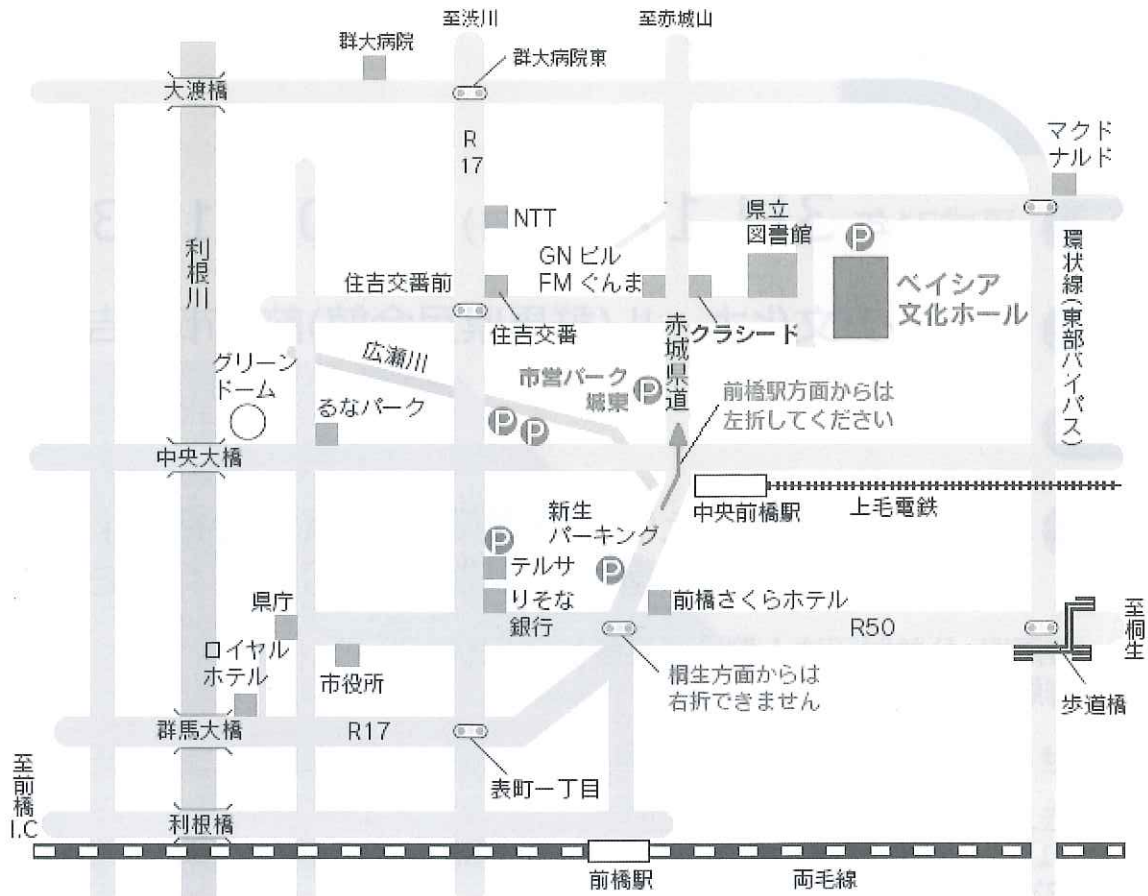 至渋川
至赤城山
群大病院
群大病院東
大渡橋
R
17
マクド
ナルド
NTT
県立
図書館
P
利根川
GN ビル
FM ぐんま
住吉交番前
住吉交番
クラシード
ベイシア
文化ホール
環状線(東部バイパス)
赤城県道
広瀬川
グリーン
ドーム
るなパーク
市営パーク
城東
P
前橋駅方面からは
左折してください
P
P
中央大橋
中央前橋駅
上毛電鉄
新生
パーキング
P
テルサ
P
りそな
銀行
前橋さくらホテル
R50
至桐生
県庁
ロイヤル
ホテル
市役所
桐生方面からは
右折できません
歩道橋
群馬大橋
R17
表町一丁目
至前橋
I.C
利根橋
前橋駅
両毛線